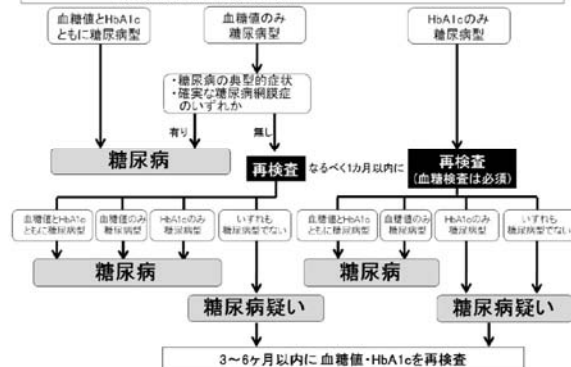 血糖値とHbA1c
ともに糖尿病型
血糖値のみ
糖尿病型
HbA1cのみ
糖尿病型
・糖尿病の典型的症状
・確実な糖尿病網膜症
のいずれか
有り
無し
糖尿病
再検査
なるべく1カ月以内に
再検査
(血糖検査は必須)
血糖値とHbA1c
ともに糖尿病型
血糖値のみ
糖尿病型
HbA1cのみ
糖尿病型
いずれも
糖尿病型でない
血糖値とHbA1c
ともに糖尿病型
血糖値のみ
糖尿病型
HbA1cのみ
糖尿病型
いずれも
糖尿病型でない
糖尿病
糖尿病
糖尿病疑い
糖尿病疑い
3～6ヶ月以内に 血糖値・HbA1cを再検査